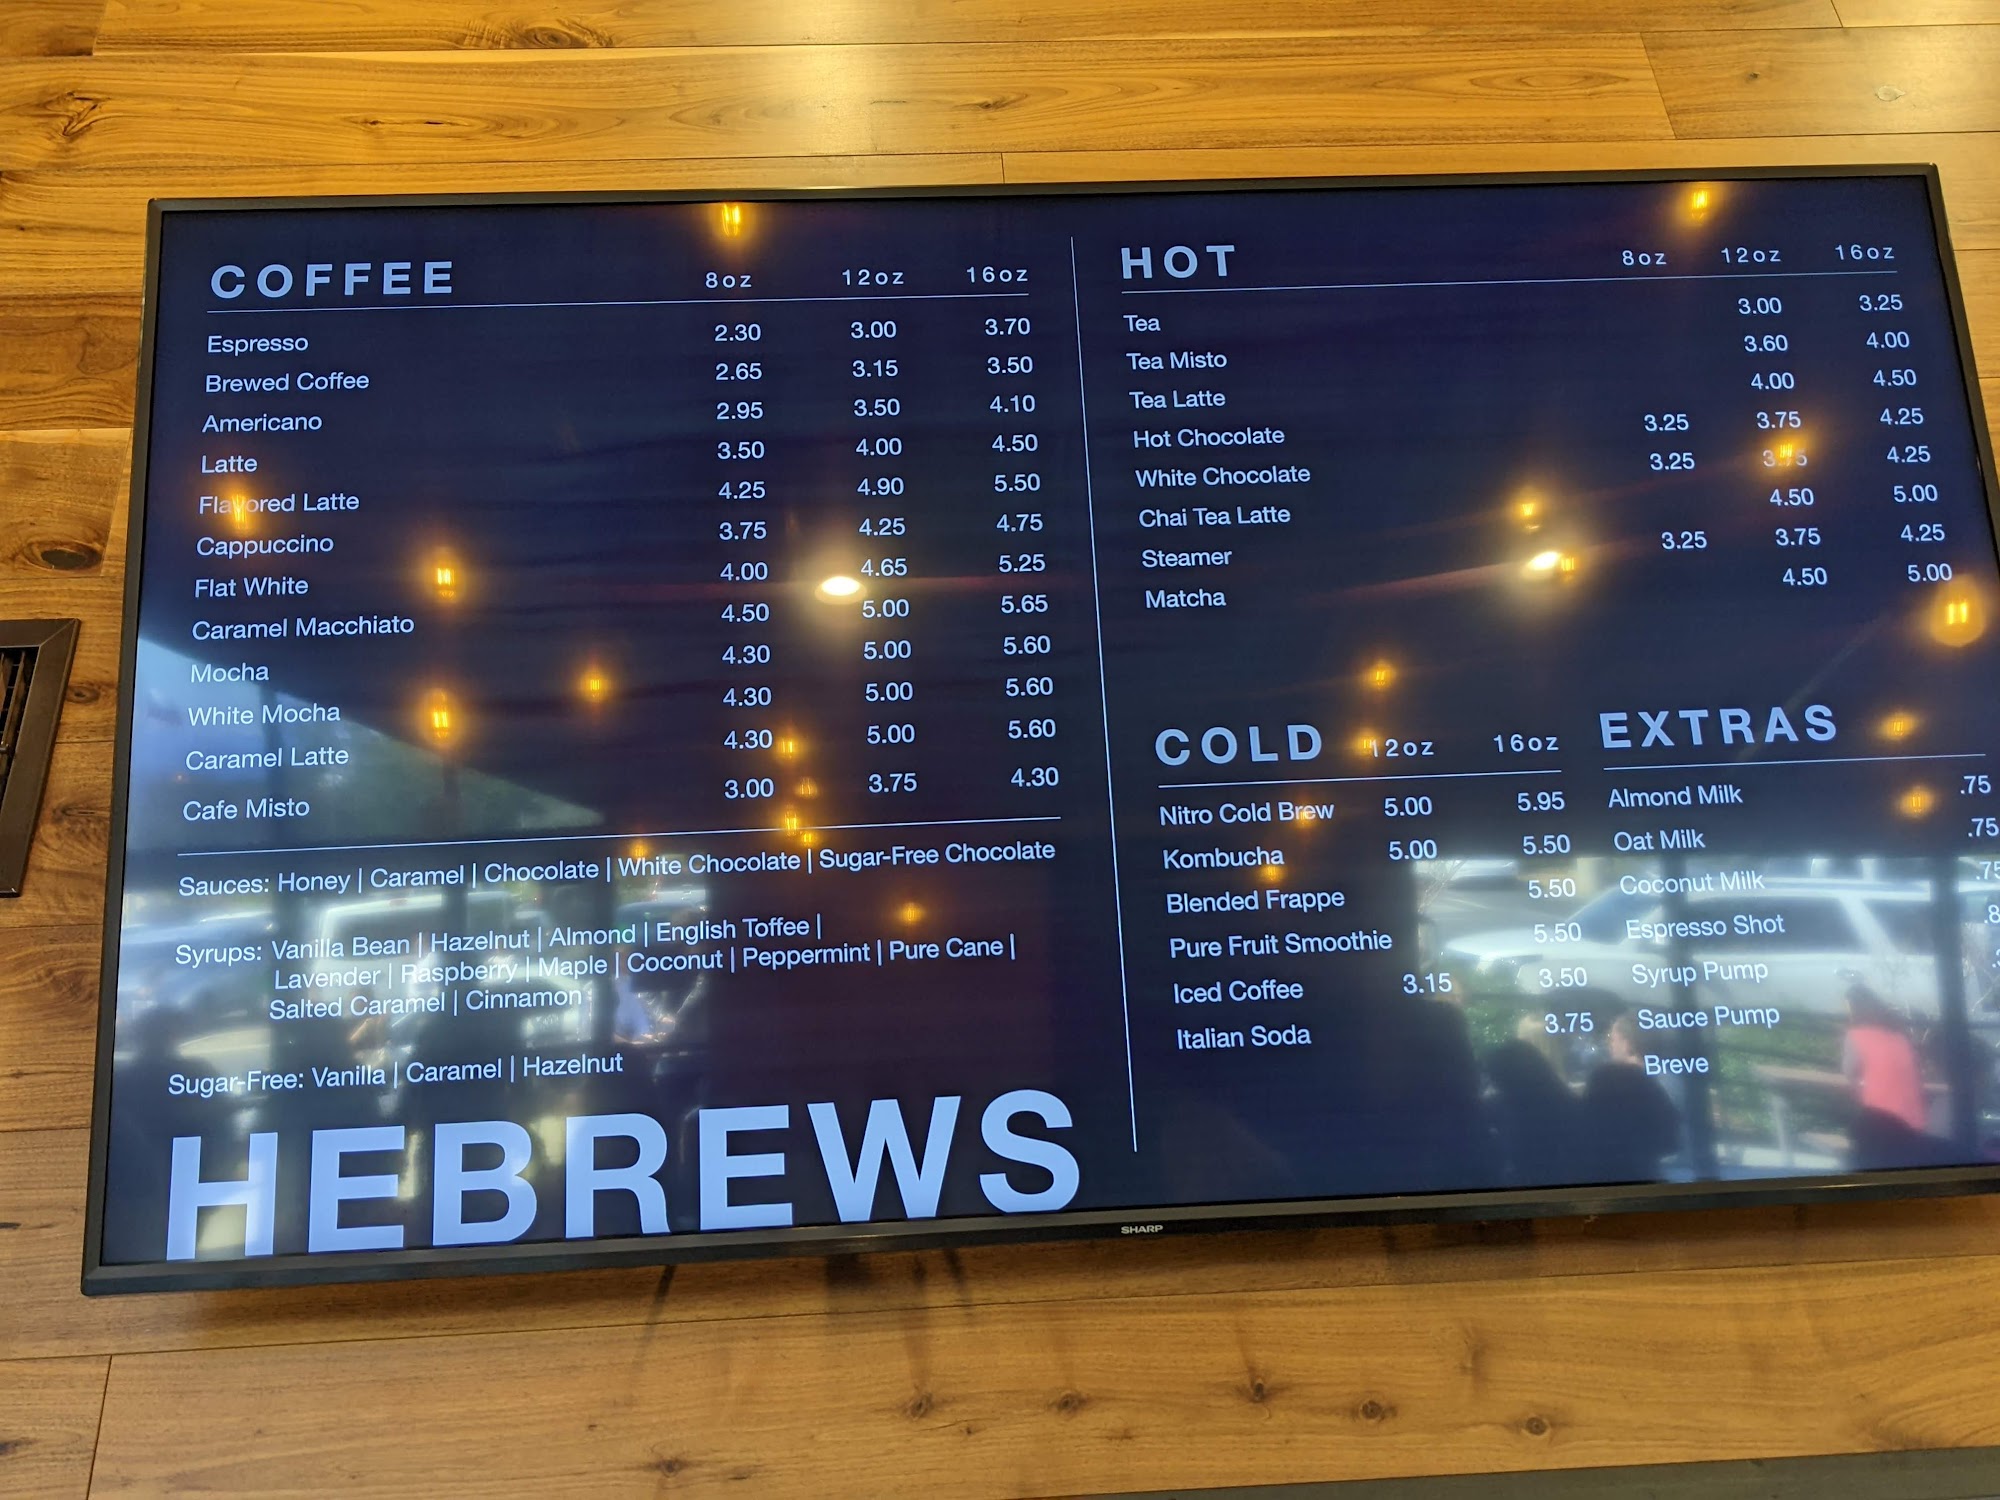 COFFEE 8oz 12oz 16oz
Espresso 2.30 3.00 3.70
Brewed Coffee 2.65 3.15 3.50
Americano 2.95 3.50 4.10
Latte 3.50 4.00 4.50
Flavored Latte 4.25 4.90 5.50
Cappuccino 3.75 4.25 4.75
Flat White 4.00 4.65 5.25
Caramel Macchiato 4.50 5.00 5.65
Mocha 4.30 5.00 5.60
White Mocha 4.30 5.00 5.60
Caramel Latte 4.30 5.00 5.60
Cafe Misto 3.00 3.75 4.30
Sauces: Honey | Caramel | Chocolate | White Chocolate | Sugar-Free Chocolate
Syrups: Vanilla Bean | Hazelnut | Almond | English Toffee |
Lavender | Raspberry | Maple | Coconut | Peppermint | Pure Cane |
Salted Caramel | Cinnamon
Sugar-Free: Vanilla | Caramel | Hazelnut
HEBREWS
HOT 8oz 12oz 16oz
Tea 3.00 3.25
Tea Misto 3.60 4.00
Tea Latte 4.00 4.50
Hot Chocolate 3.25 3.75 4.25
White Chocolate 3.25 3.75 4.25
Chai Tea Latte 4.50 5.00
Steamer 3.25 3.75 4.25
Matcha 4.50 5.00
COLD 12oz 16oz
Nitro Cold Brew 5.00 5.95
Kombucha 5.00 5.50
Blended Frappe 5.50
Pure Fruit Smoothie 5.50
Iced Coffee 3.15 3.50
Italian Soda 3.75
EXTRAS
Almond Milk .75
Oat Milk .75
Coconut Milk .75
Espresso Shot
Syrup Pump
Sauce Pump
Breve
SHARP